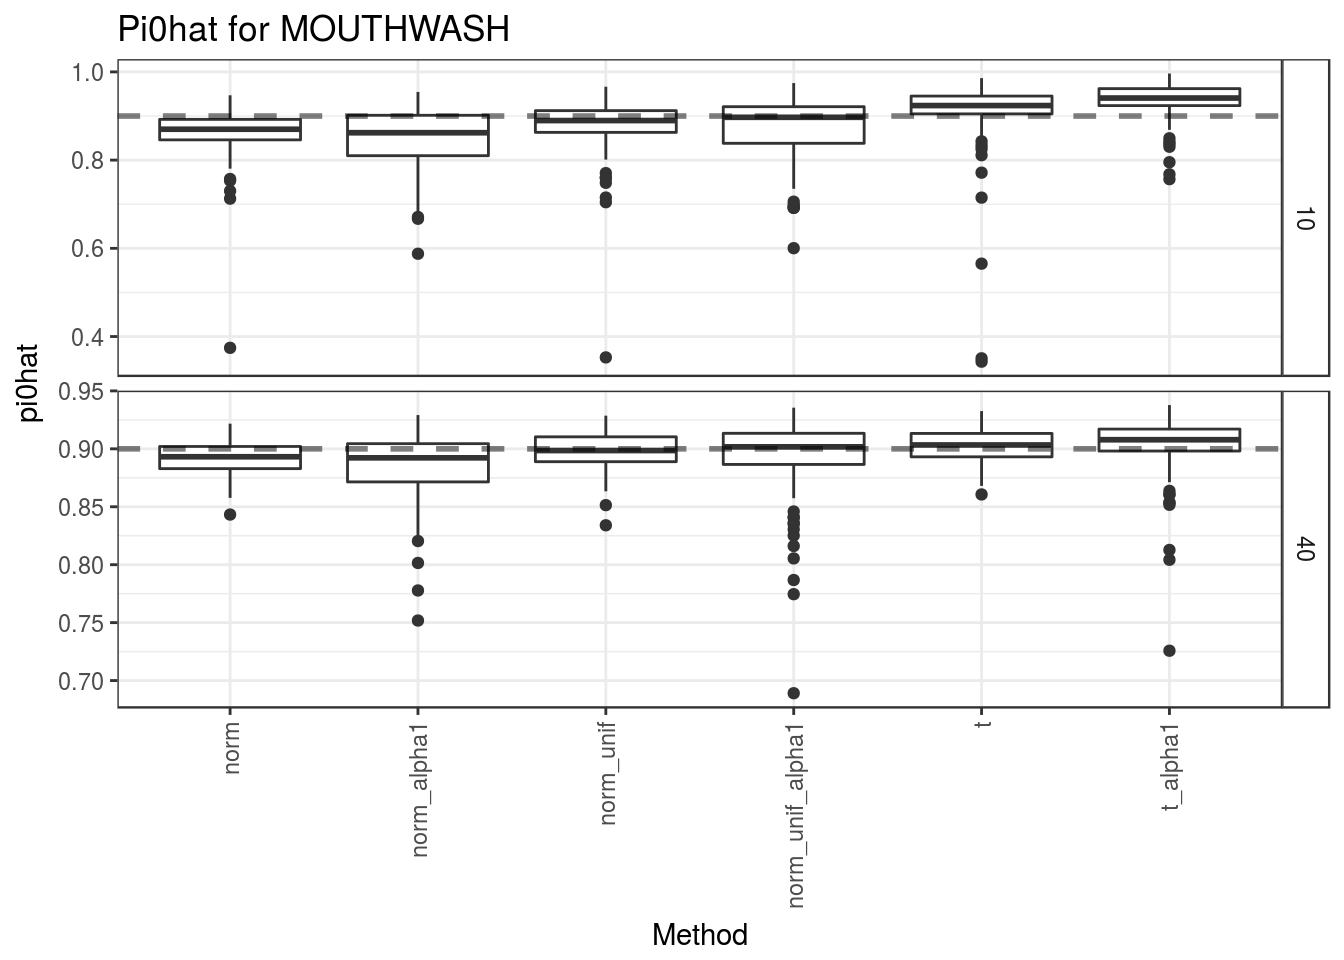 Pi0hat for MOUTHWASH
1.0
0.8
0.6
0.4
10
pi0hat
0.95
0.90
0.85
0.80
0.75
0.70
40
norm
norm_alpha1
norm_unif
norm_unif_alpha1
t
t_alpha1
Method